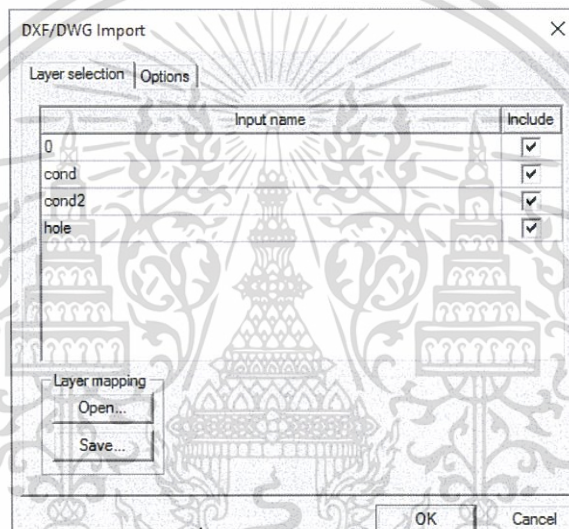 DXF/DWG Import
Layer selection Options
Input name Include
0
cond
cond2
hole
Layer mapping
Open...
Save...
OK Cancel